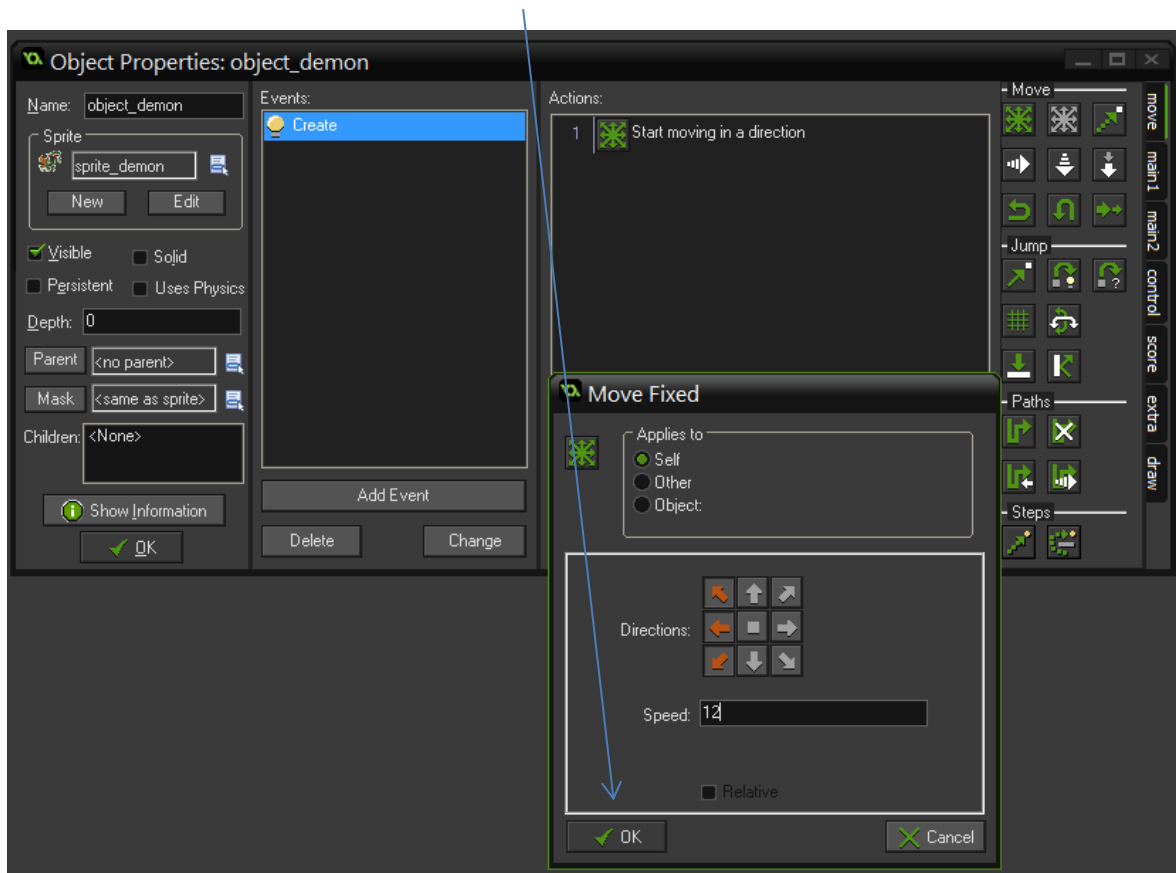 Object Properties: object_demon
Name: object_demon
Sprite
sprite_demon
New Edit
Visible Solid
Persistent Uses Physics
Depth: 0
Parent <no parent>
Mask <same as sprite>
Children: <None>
Show Information
OK
Events:
Create
Add Event
Delete Change
Actions:
1 Start moving in a direction
Move
Jump
Paths
Steps
move
main1
main2
control
score
extra
draw
Move Fixed
Applies to
Self
Other
Object:
Directions:
Speed: 12
Relative
OK Cancel